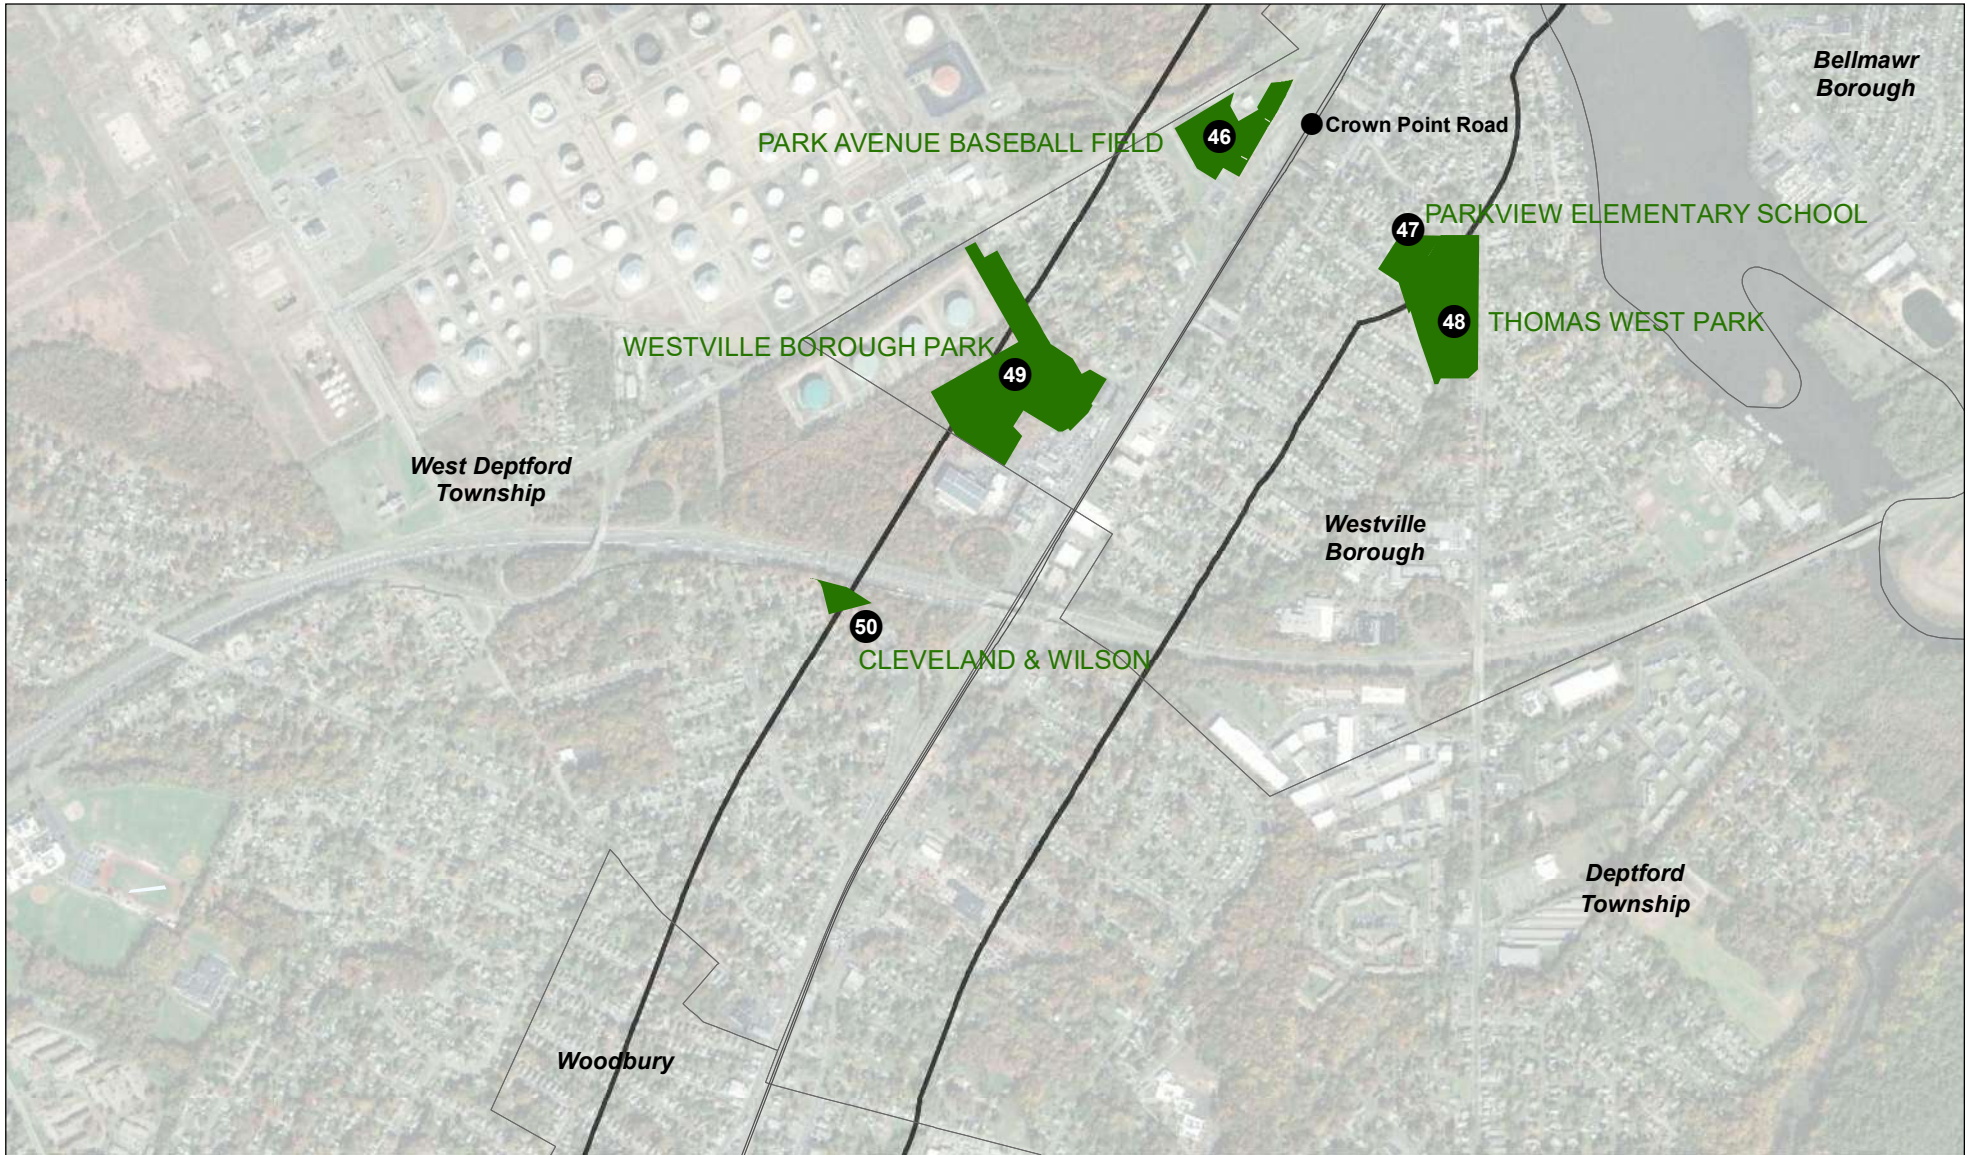 Bellmawr
Borough
46
Crown Point Road
PARK AVENUE BASEBALL FIELD
47
PARKVIEW ELEMENTARY SCHOOL
48
THOMAS WEST PARK
WESTVILLE BOROUGH PARK
49
West Deptford
Township
Westville
Borough
50
CLEVELAND & WILSON
Deptford
Township
Woodbury